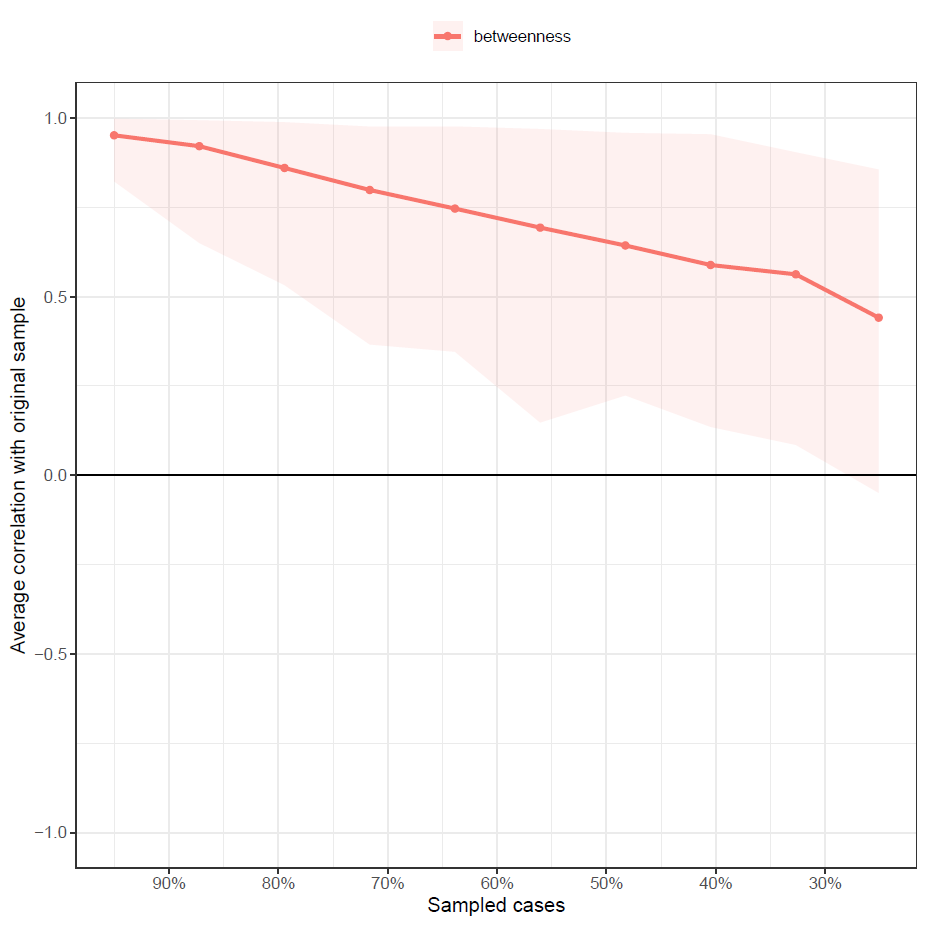 betweenness
1.0
0.5
0.0
−0.5
−1.0
Average correlation with original sample
90% 80% 70% 60% 50% 40% 30%
Sampled cases